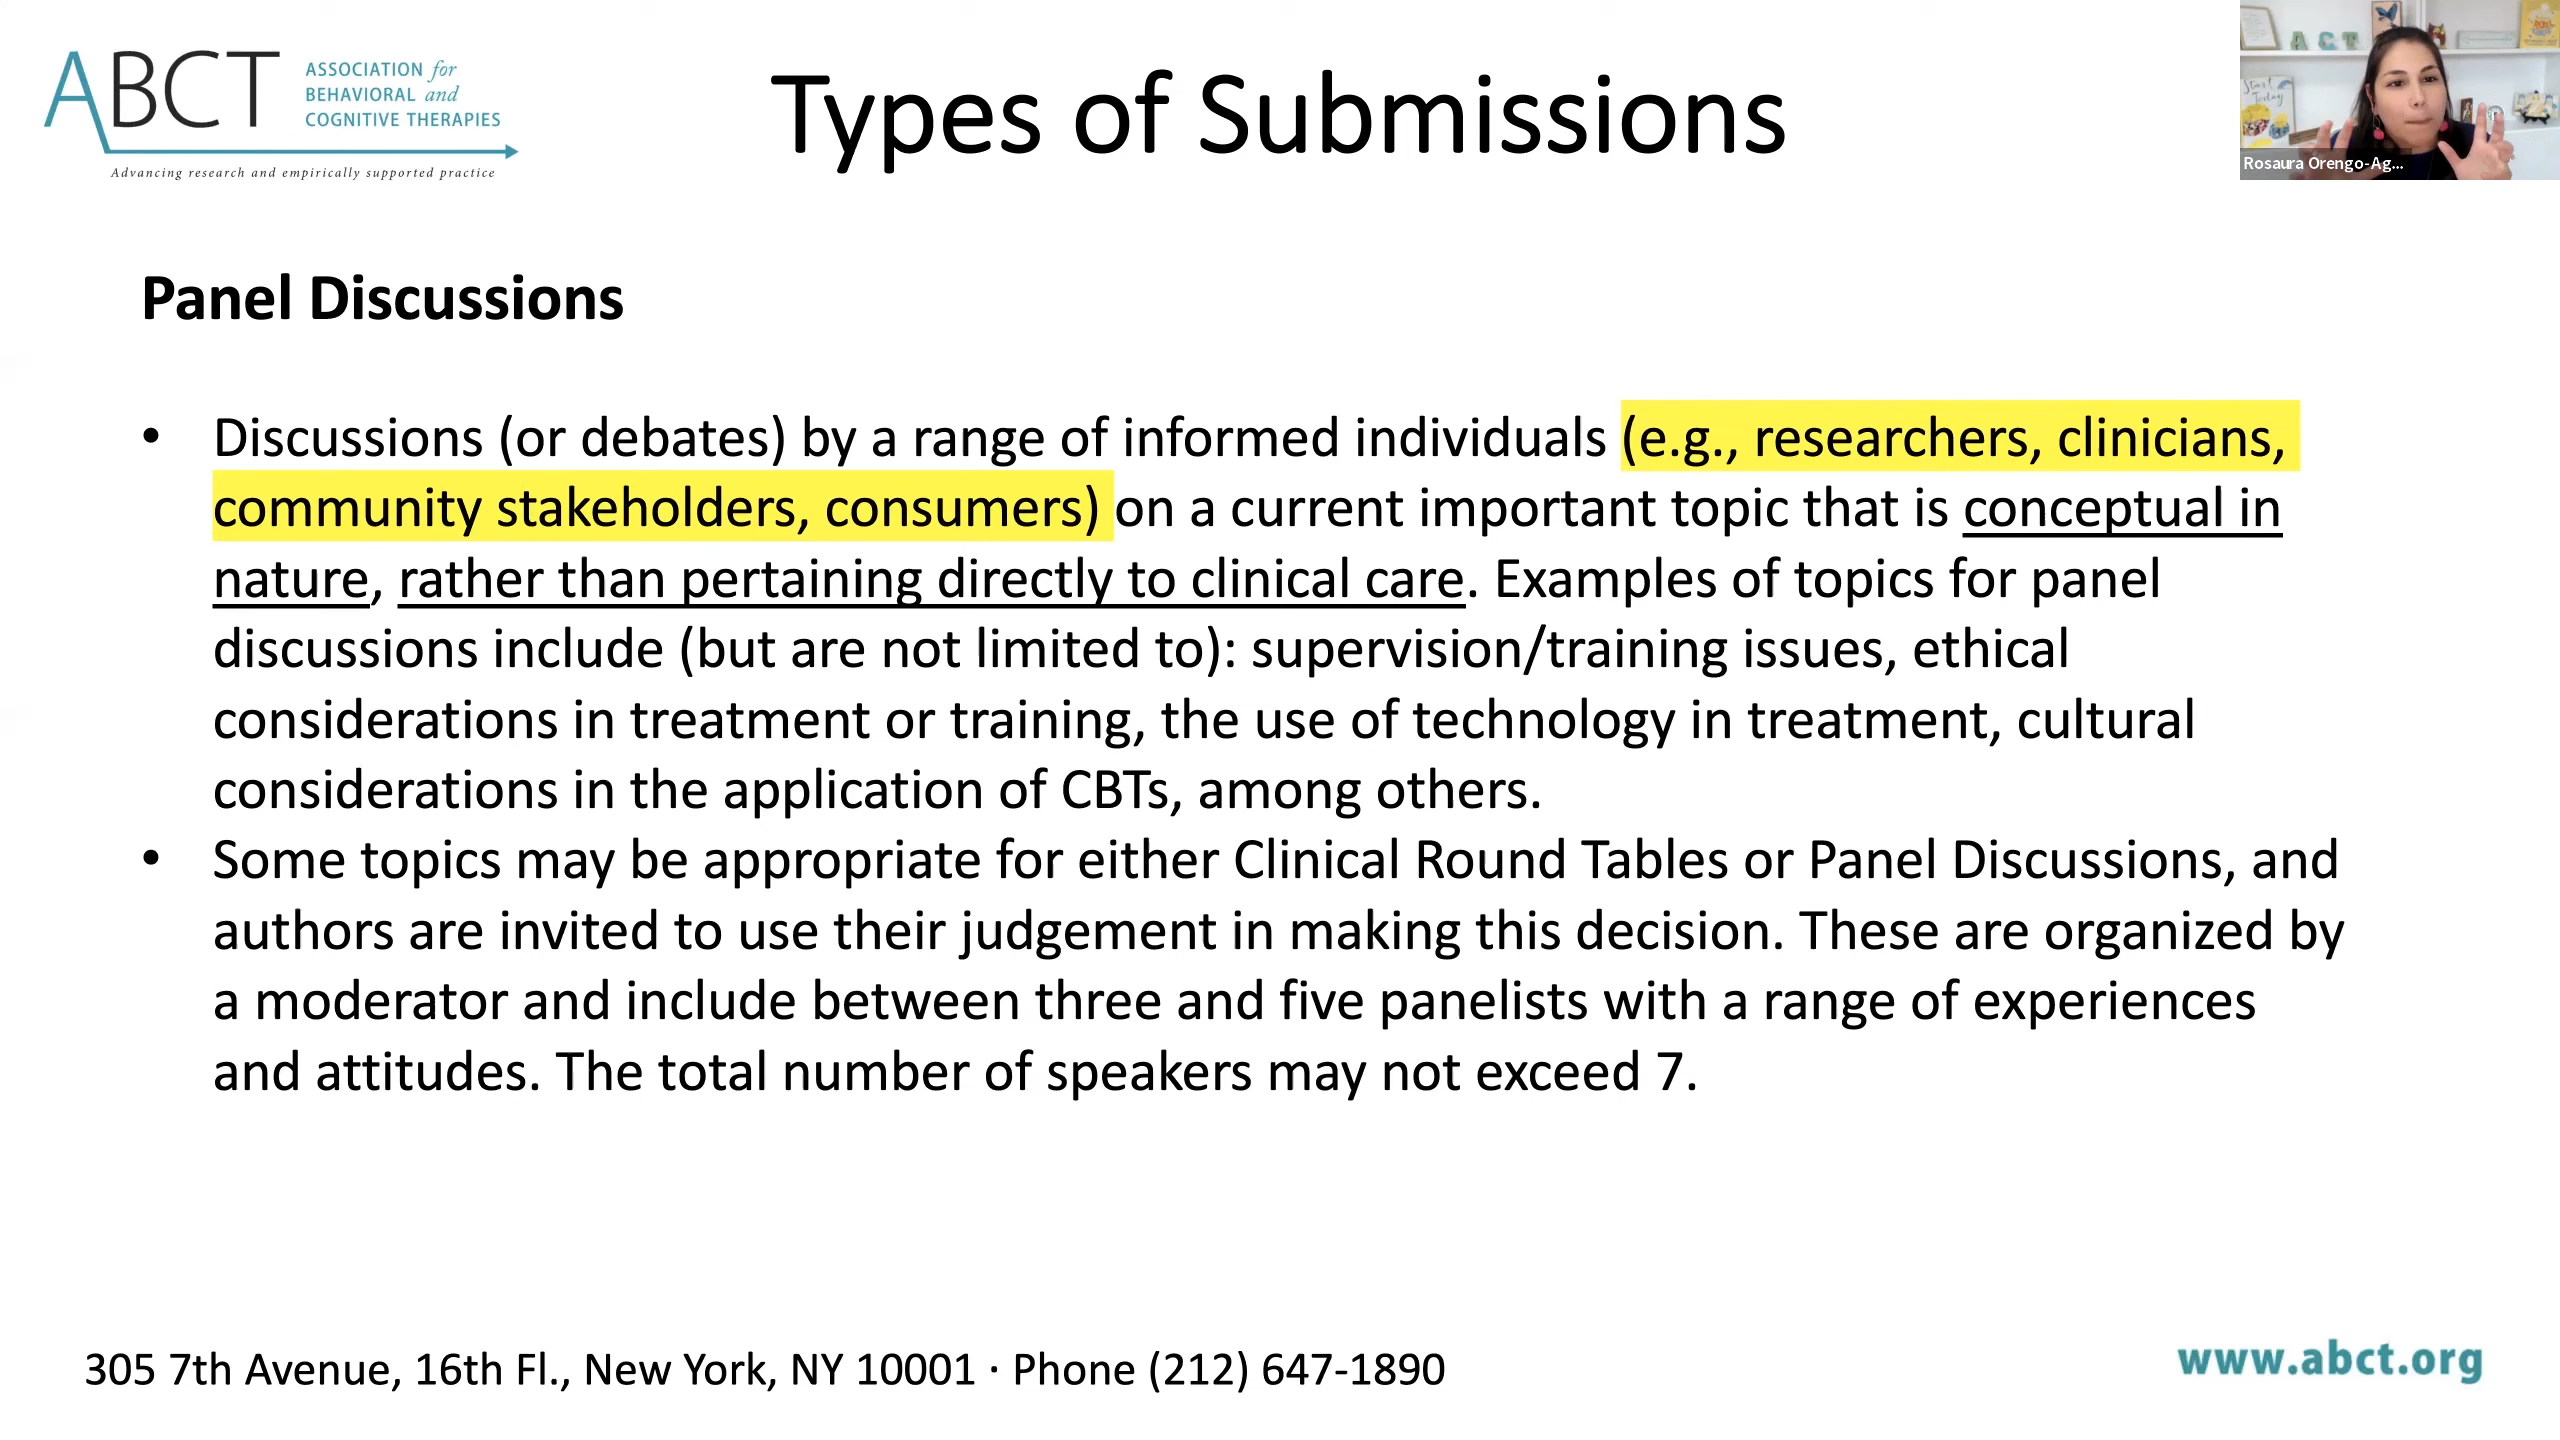 ABCT
ASSOCIATION for
BEHAVIORAL and
COGNITIVE THERAPIES
Advancing research and empirically supported practice
Types of Submissions
ACT
Start
Today
Rosaura Orengo-Ag...
Panel Discussions
• Discussions (or debates) by a range of informed individuals (e.g., researchers, clinicians,
community stakeholders, consumers) on a current important topic that is conceptual in
nature, rather than pertaining directly to clinical care. Examples of topics for panel
discussions include (but are not limited to): supervision/training issues, ethical
considerations in treatment or training, the use of technology in treatment, cultural
considerations in the application of CBTs, among others.
• Some topics may be appropriate for either Clinical Round Tables or Panel Discussions, and
authors are invited to use their judgement in making this decision. These are organized by
a moderator and include between three and five panelists with a range of experiences
and attitudes. The total number of speakers may not exceed 7.
305 7th Avenue, 16th Fl., New York, NY 10001 · Phone (212) 647-1890
www.abct.org